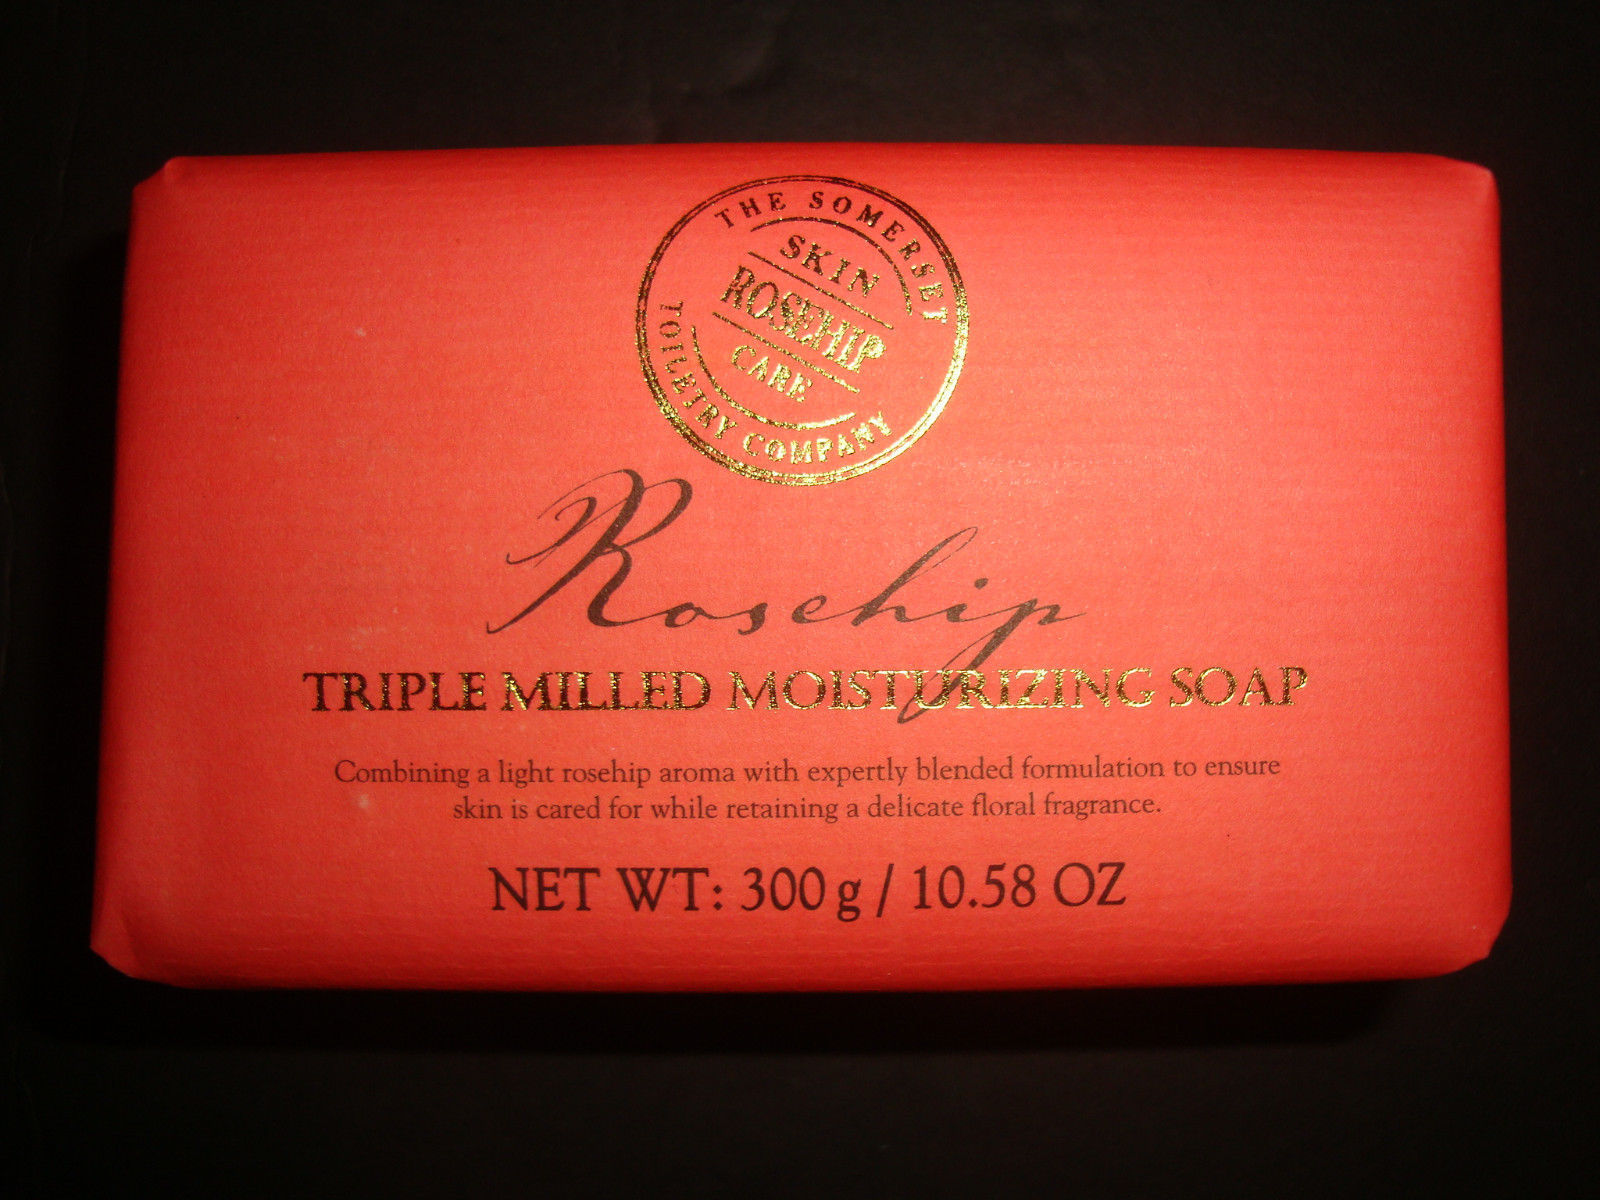 THE SOMERSET
SKIN
ROSEHIP
CARE
TOILETRY COMPANY
Rosehip
TRIPLE MILLED MOISTURIZING SOAP
Combining a light rosehip aroma with expertly blended formulation to ensure
skin is cared for while retaining a delicate floral fragrance.
NET WT: 300 g / 10.58 OZ